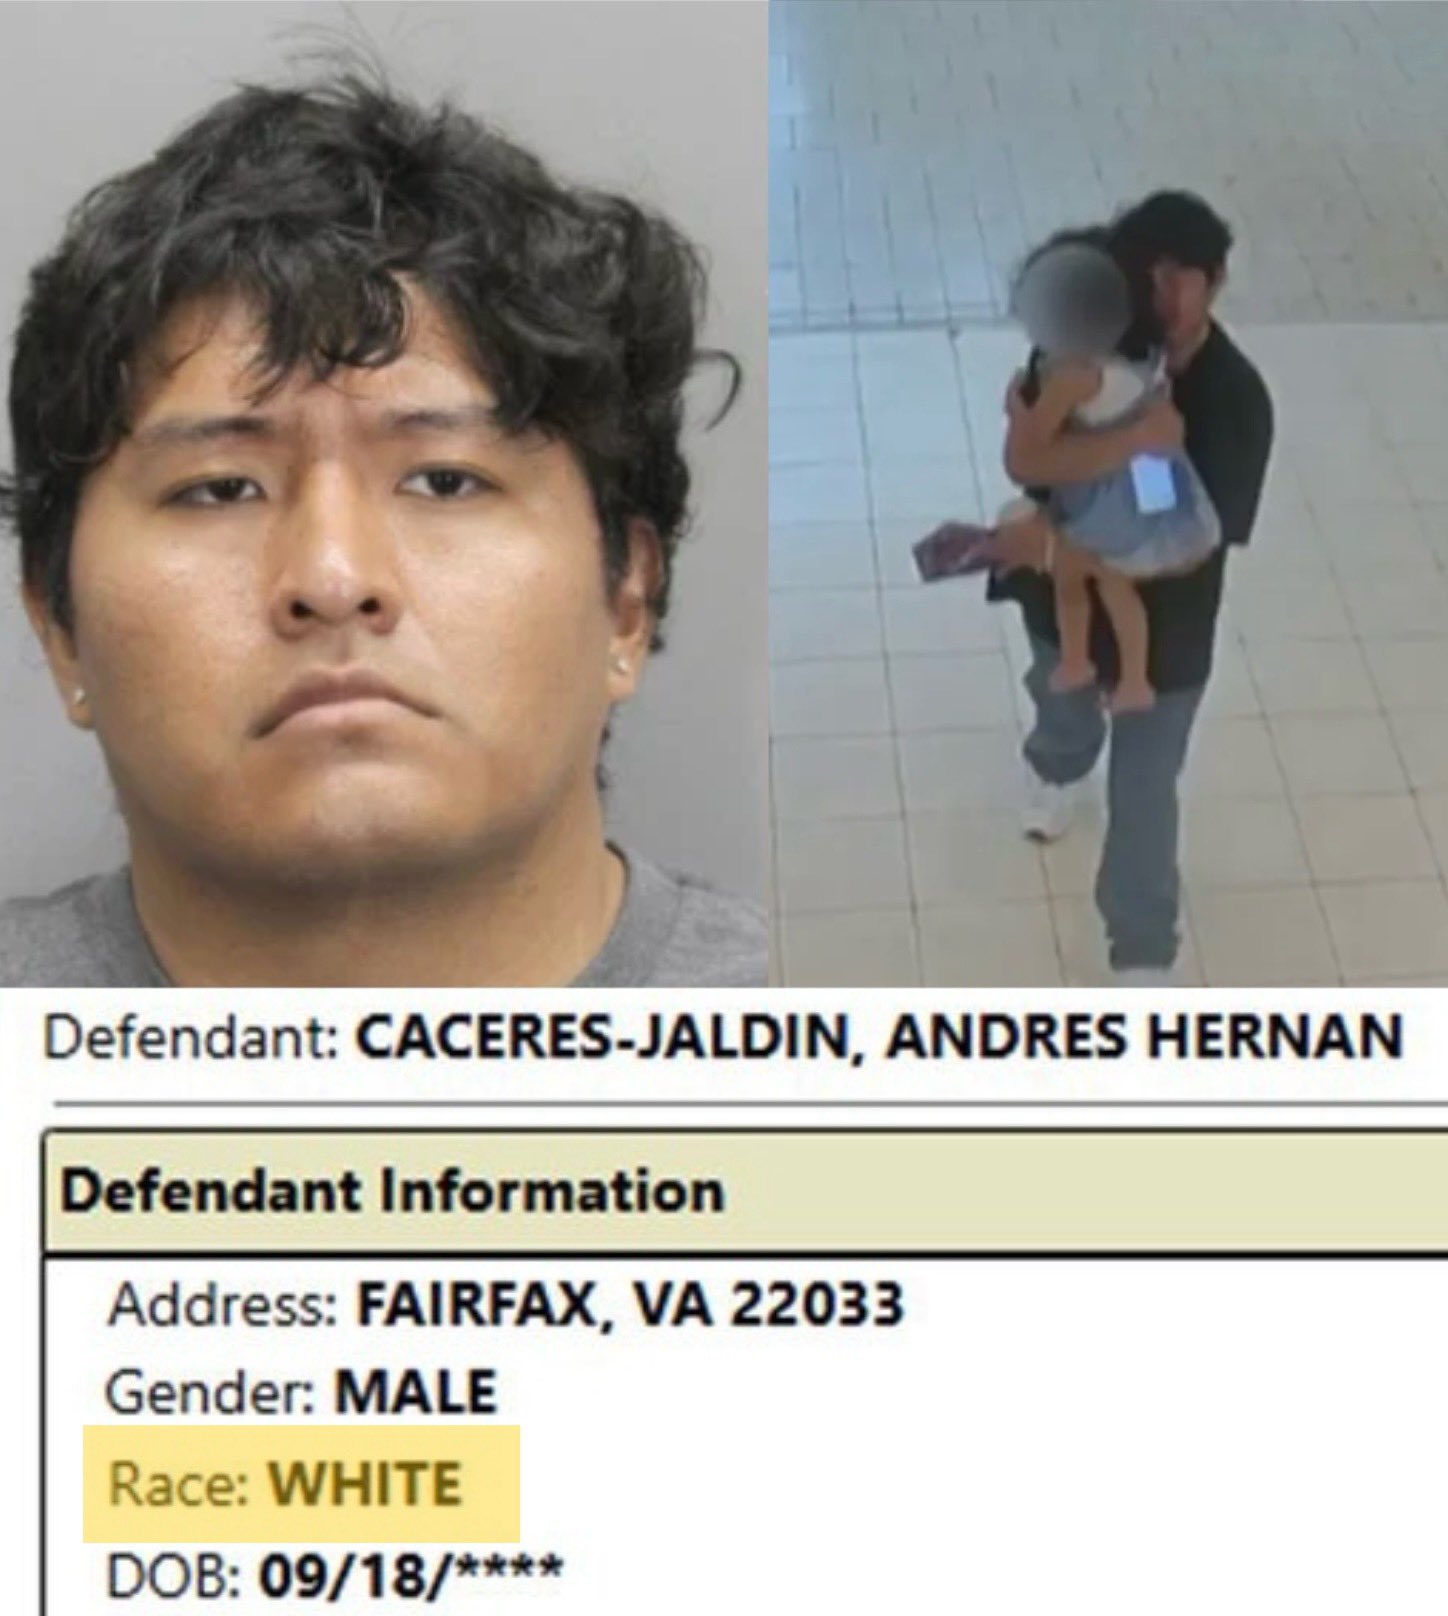 Defendant: CACERES-JALDIN, ANDRES HERNAN
Defendant Information
Address: FAIRFAX, VA 22033
Gender: MALE
Race: WHITE
DOB: 09/18/****